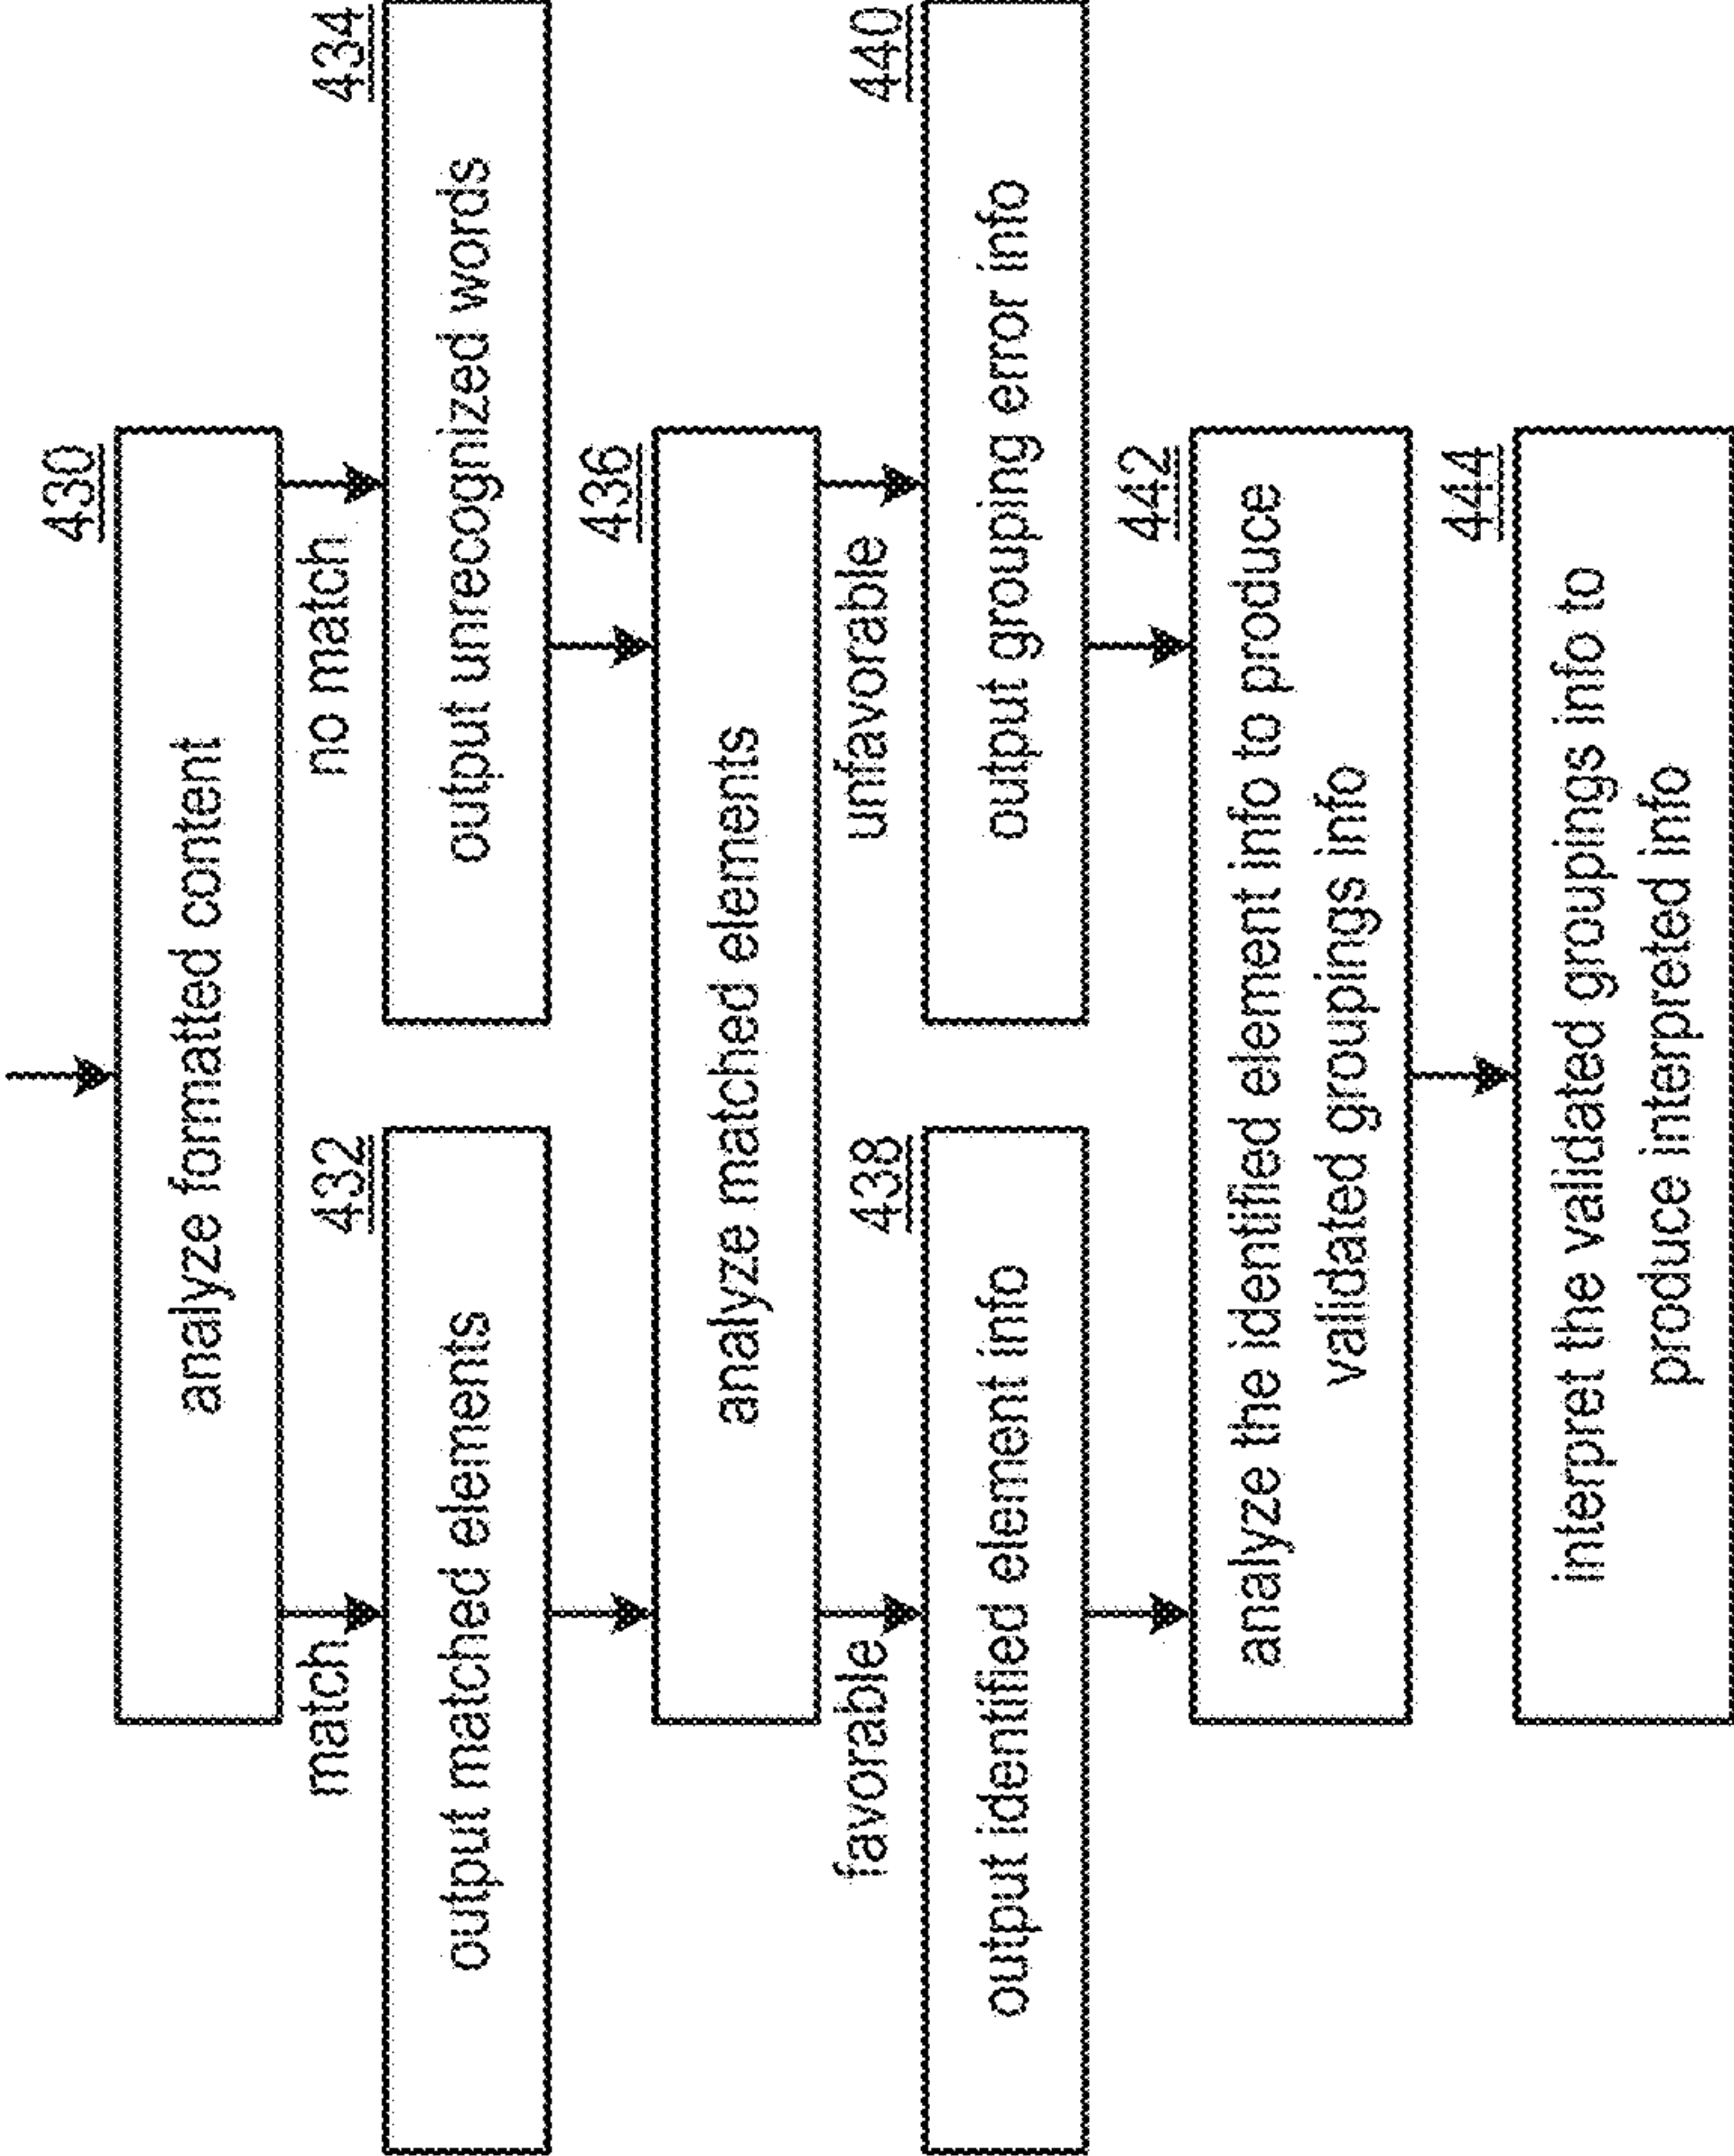 430
analyze formatted content
match
no match
432
434
output matched elements
output unrecognized words
436
analyze matched elements
favorable
unfavorable
438
440
output identified element info
output grouping error info
442
analyze the identified element info to produce
validated groupings info
444
interpret the validated groupings info to
produce interpreted info